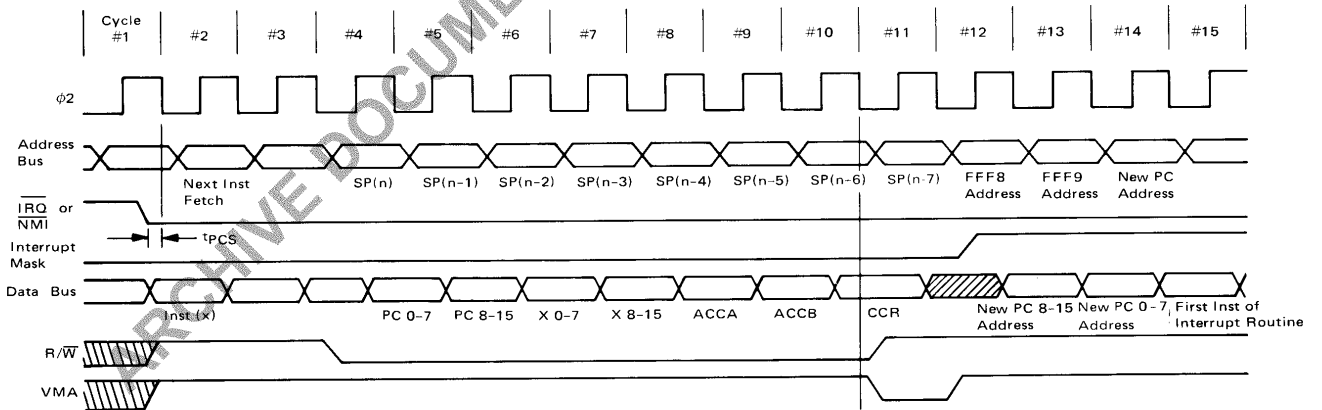 Cycle
#1 #2 #3 #4 #5 #6 #7 #8 #9 #10 #11 #12 #13 #14 #15
φ2
Address
Bus
Next Inst
Fetch
SP(n) SP(n-1) SP(n-2) SP(n-3) SP(n-4) SP(n-5) SP(n-6) SP(n-7)
FFF8
Address
FFF9
Address
New PC
Address
IRQ or
NMI
tPCS
Interrupt
Mask
Data Bus
Inst (x)
PC 0-7 PC 8-15 X 0-7 X 8-15 ACCA ACCB CCR
New PC 8-15
Address
New PC 0-7
Address
First Inst of
Interrupt Routine
R/W
VMA
ARCHIVE DOCUME